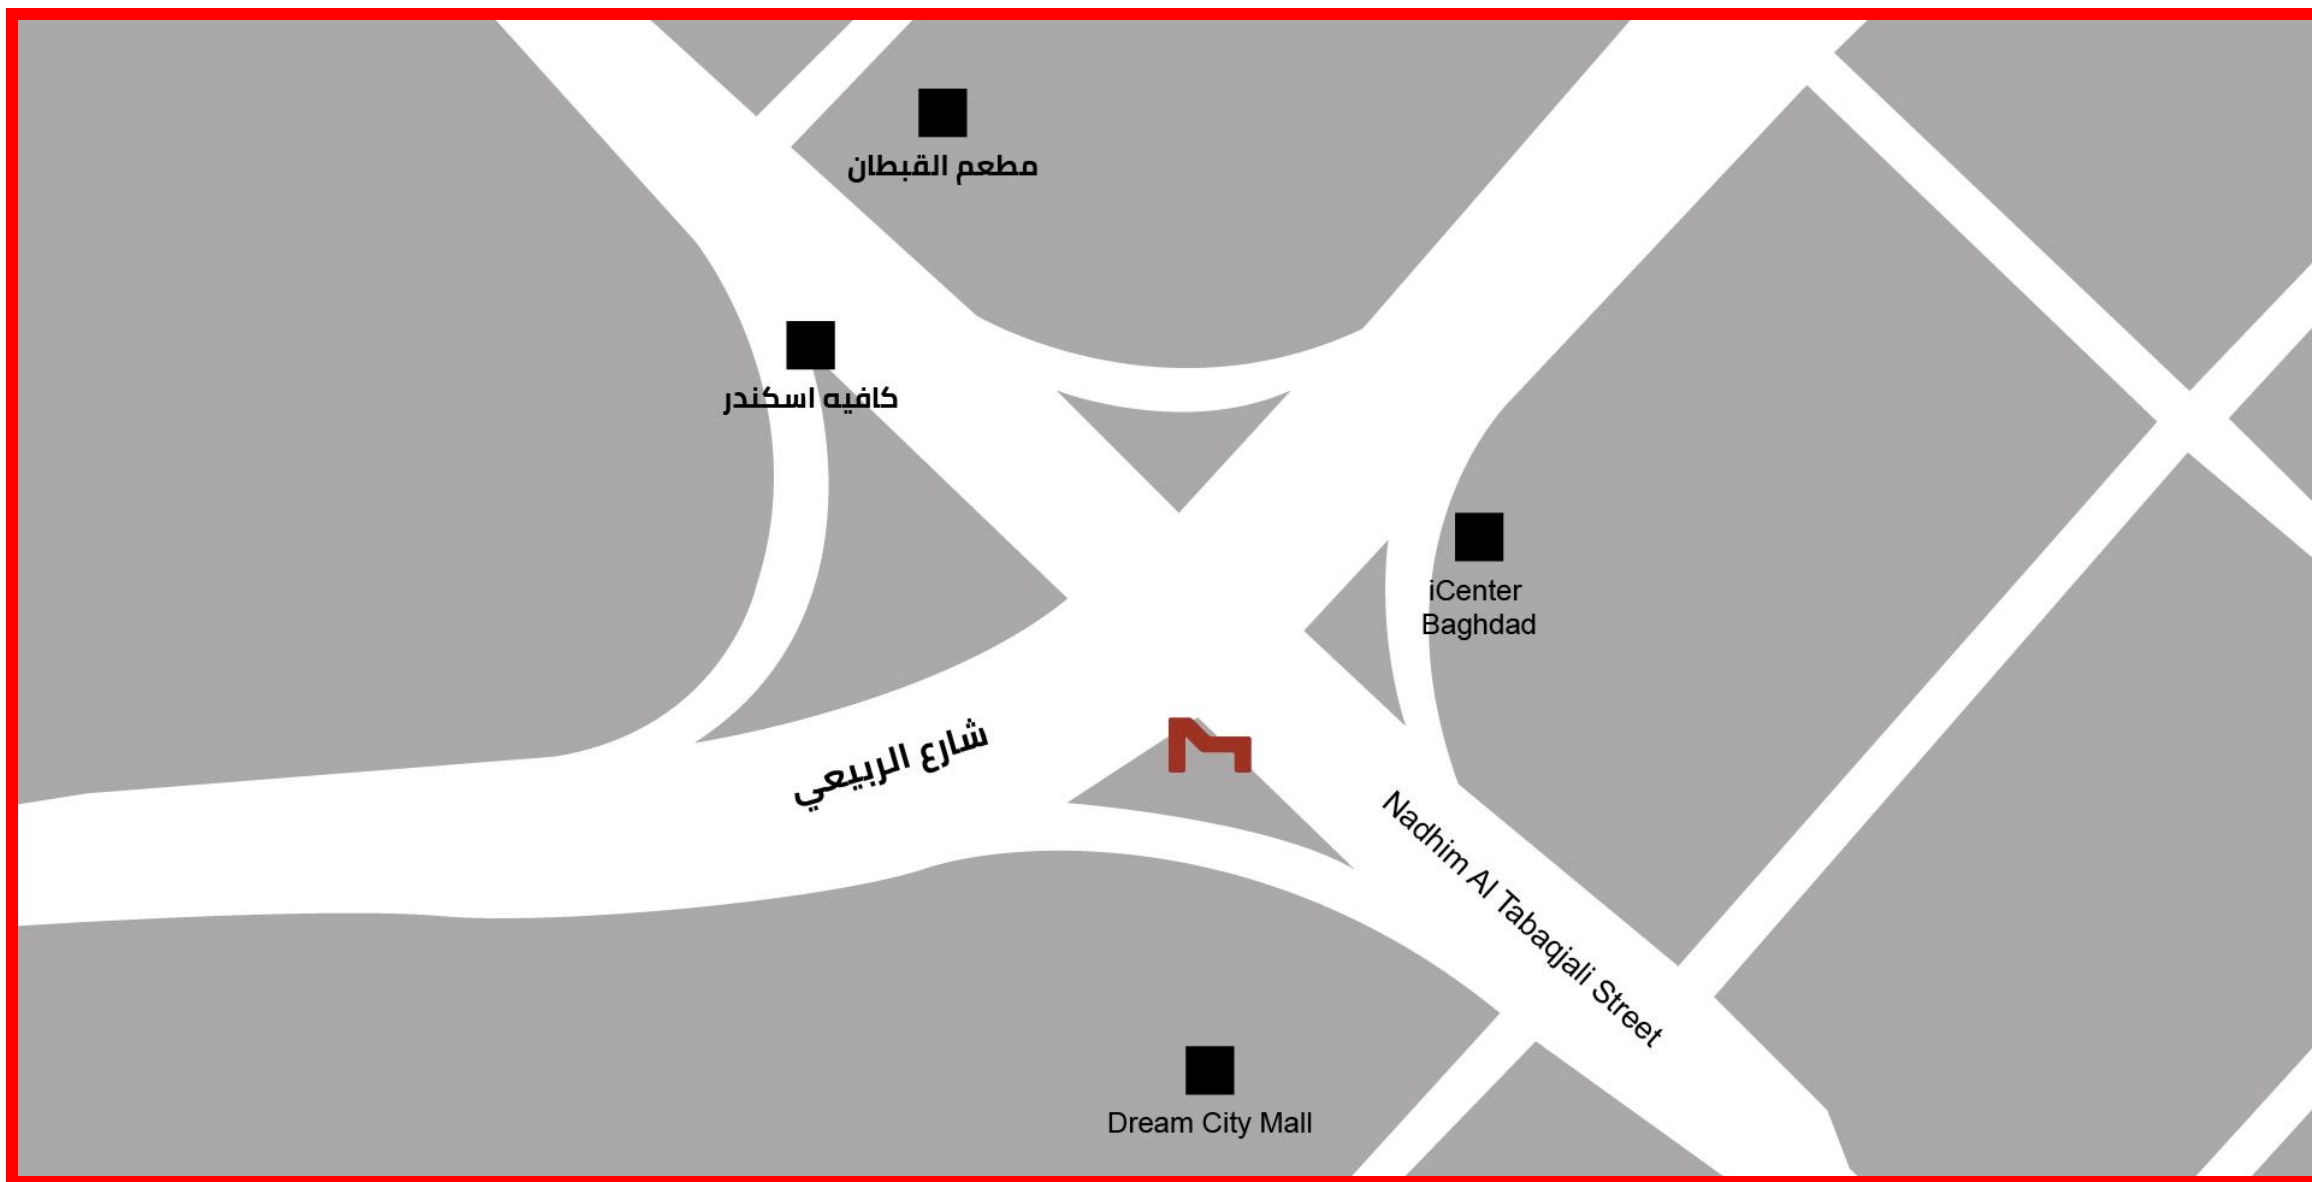 مطعم القبطان
كافيه اسكندر
iCenter
Baghdad
شارع الربيعي
Nadhim Al Tabaqjali Street
Dream City Mall